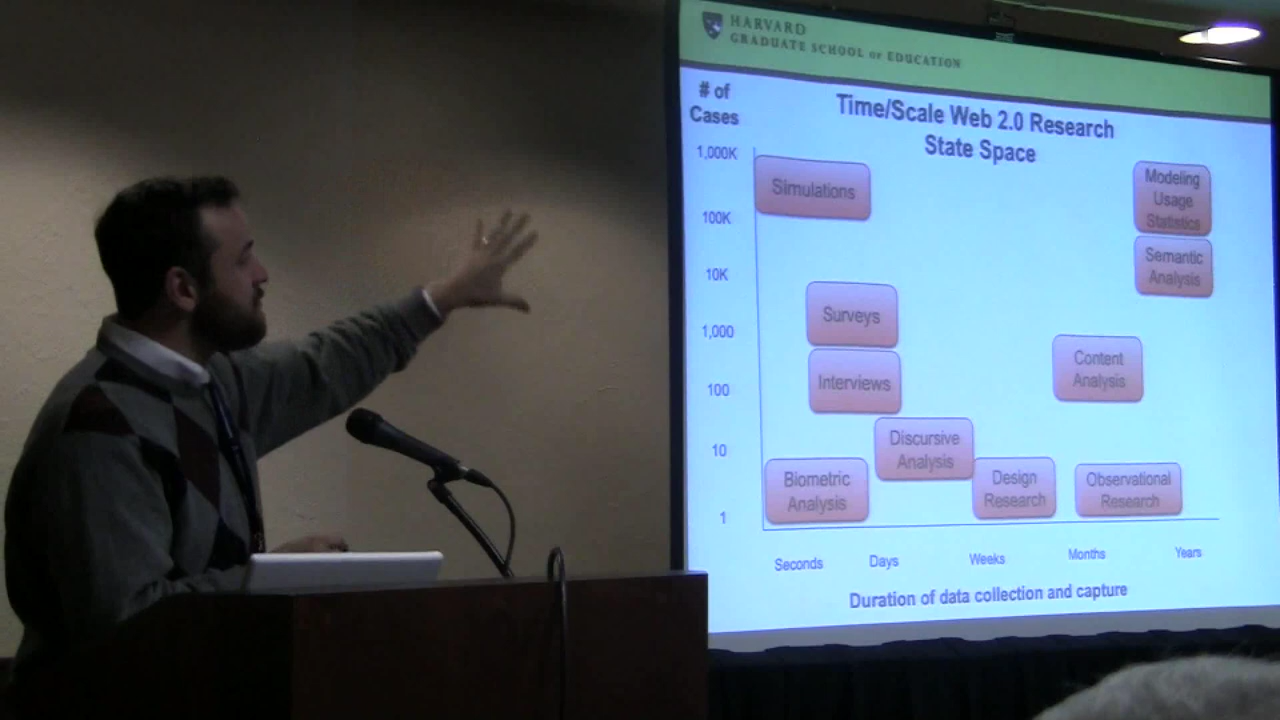 HARVARD
GRADUATE SCHOOL OF EDUCATION
# of
Cases
Time/Scale Web 2.0 Research
State Space
1,000K
100K
10K
1,000
100
10
1
Simulations
Modeling
Usage
Statistics
Semantic
Analysis
Surveys
Interviews
Content
Analysis
Discursive
Analysis
Biometric
Analysis
Design
Research
Observational
Research
Seconds
Days
Weeks
Months
Years
Duration of data collection and capture